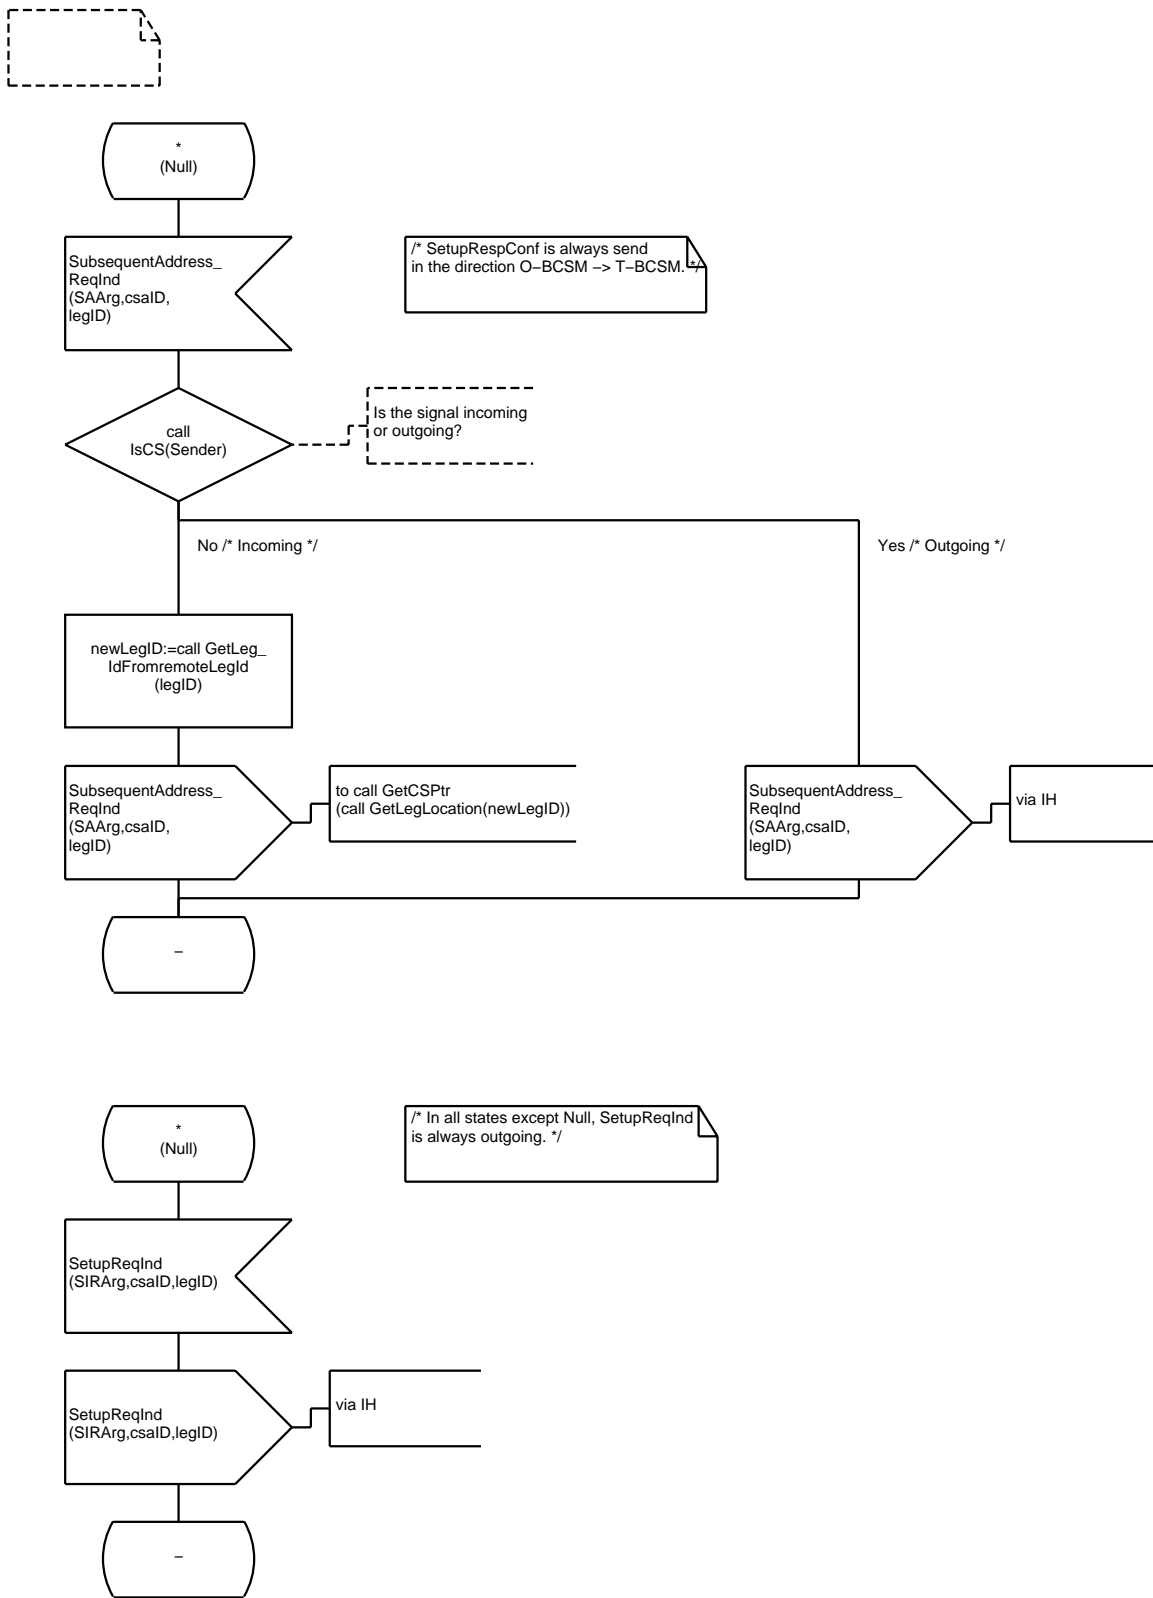 *
(Null)
SubsequentAddress_
ReqInd
(SAArg,csaID,
legID)
/* SetupRespConf is always send
in the direction O–BCSM –> T–BCSM. */
call
IsCS(Sender)
Is the signal incoming
or outgoing?
No /* Incoming */
Yes /* Outgoing */
newLegID:=call GetLeg_
IdFromremoteLegId
(legID)
SubsequentAddress_
ReqInd
(SAArg,csaID,
legID)
to call GetCSPtr
(call GetLegLocation(newLegID))
SubsequentAddress_
ReqInd
(SAArg,csaID,
legID)
via IH
–
*
(Null)
/* In all states except Null, SetupReqInd
is always outgoing. */
SetupReqInd
(SIRArg,csaID,legID)
SetupReqInd
(SIRArg,csaID,legID)
via IH
–